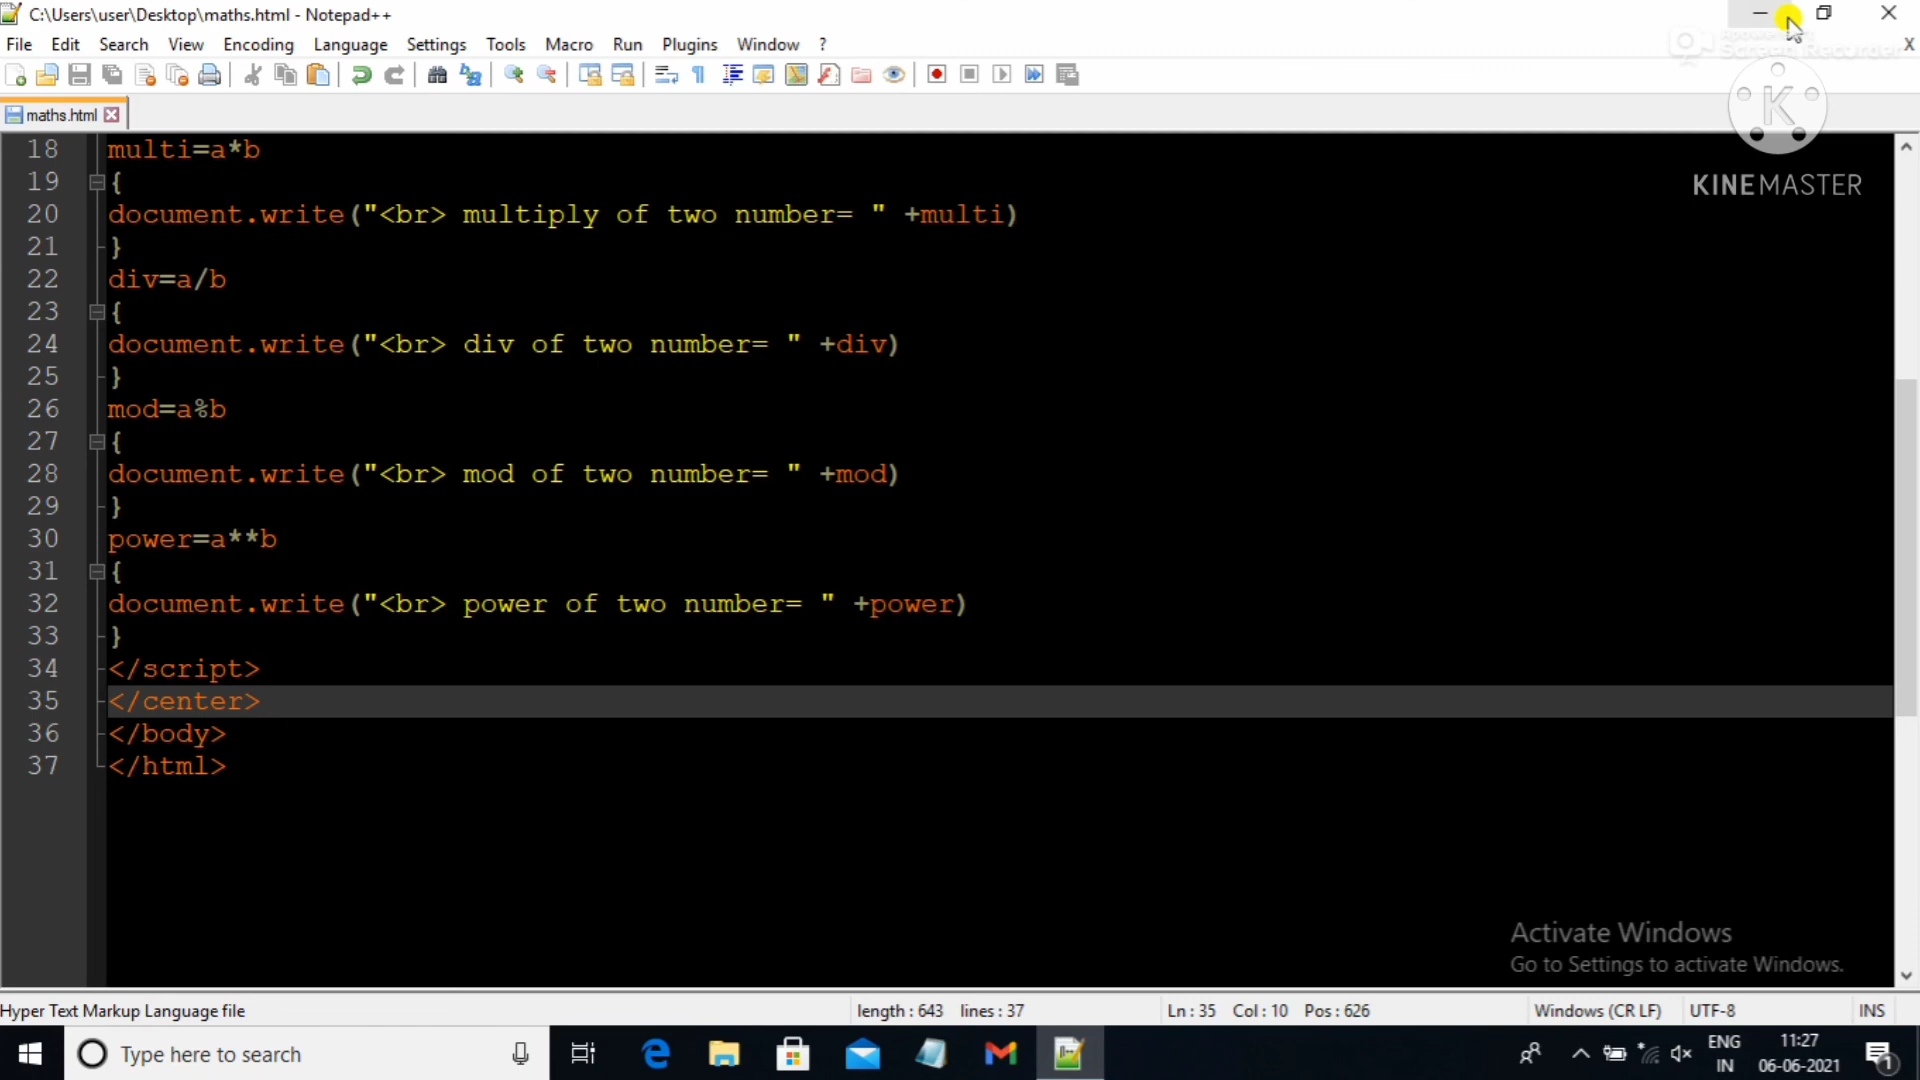 C:\Users\user\Desktop\maths.html - Notepad++
File Edit Search View Encoding Language Settings Tools Macro Run Plugins Window ? X
Screen Recorder
maths.html
K
KINEMASTER
18 multi=a*b
19 {
20 document.write("<br> multiply of two number= " +multi)
21 }
22 div=a/b
23 {
24 document.write("<br> div of two number= " +div)
25 }
26 mod=a%b
27 {
28 document.write("<br> mod of two number= " +mod)
29 }
30 power=a**b
31 {
32 document.write("<br> power of two number= " +power)
33 }
34 </script>
35 </center>
36 </body>
37 </html>
Activate Windows
Go to Settings to activate Windows.
Hyper Text Markup Language file length : 643 lines : 37 Ln : 35 Col : 10 Pos : 626 Windows (CR LF) UTF-8 INS
Type here to search
ENG
IN
11:27
06-06-2021
1